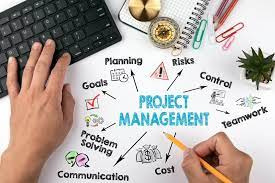 Planning
Risks
Goals
Control
PROJECT
MANAGEMENT
Teamwork
Problem
Solving
Communication
Cost